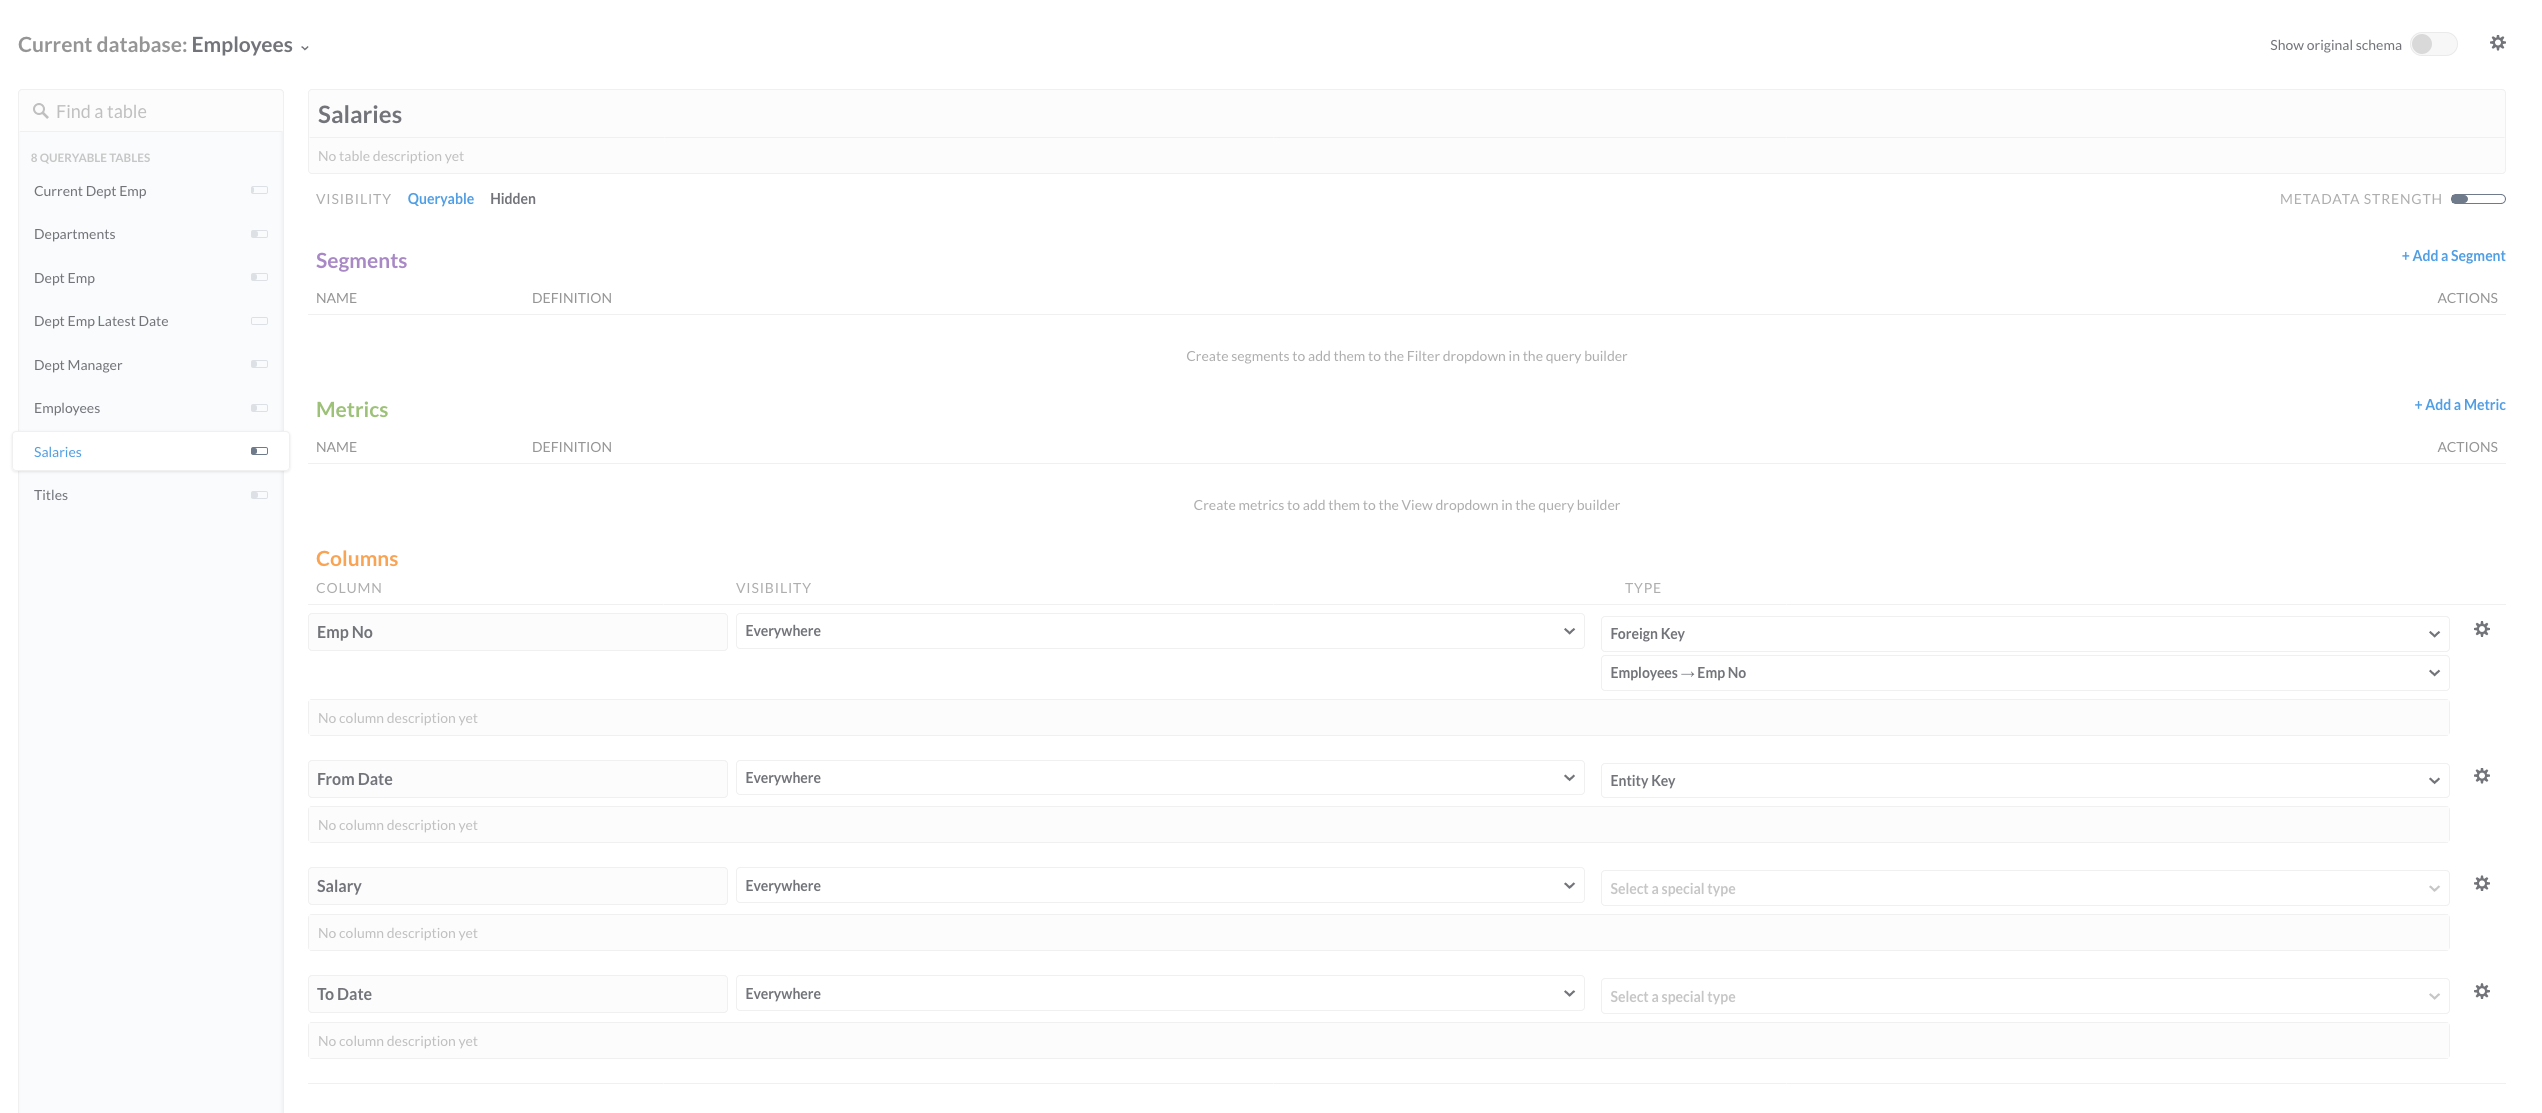 Current database: Employees
Show original schema
Find a table
8 QUERYABLE TABLES
Current Dept Emp
Departments
Dept Emp
Dept Emp Latest Date
Dept Manager
Employees
Salaries
Titles
Salaries
No table description yet
VISIBILITY Queryable Hidden
METADATA STRENGTH
Segments
+ Add a Segment
NAME DEFINITION ACTIONS
Create segments to add them to the Filter dropdown in the query builder
Metrics
+ Add a Metric
NAME DEFINITION ACTIONS
Create metrics to add them to the View dropdown in the query builder
Columns
COLUMN VISIBILITY TYPE
Emp No Everywhere Foreign Key
Employees → Emp No
No column description yet
From Date Everywhere Entity Key
No column description yet
Salary Everywhere Select a special type
No column description yet
To Date Everywhere Select a special type
No column description yet